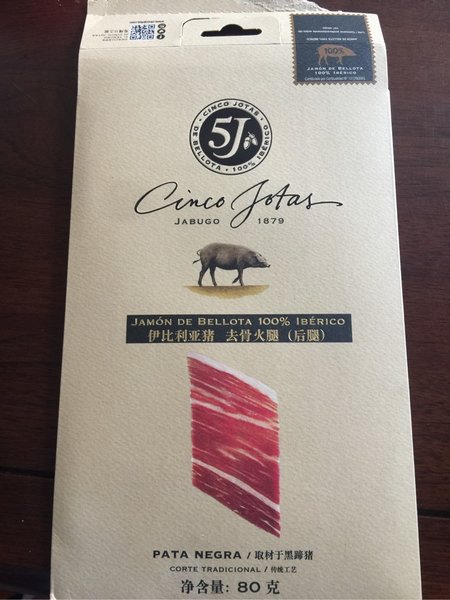 100%
JAMÓN DE BELLOTA
100% IBÉRICO
CINCO JOTAS
5J
DE BELLOTA • 100% IBÉRICO
Cinco Jotas
JABUGO 1879
JAMÓN DE BELLOTA 100% IBÉRICO
伊比利亚猪 去骨火腿 (后腿)
PATA NEGRA / 取材于黑蹄猪
CORTE TRADICIONAL / 传统工艺
净含量: 80 克